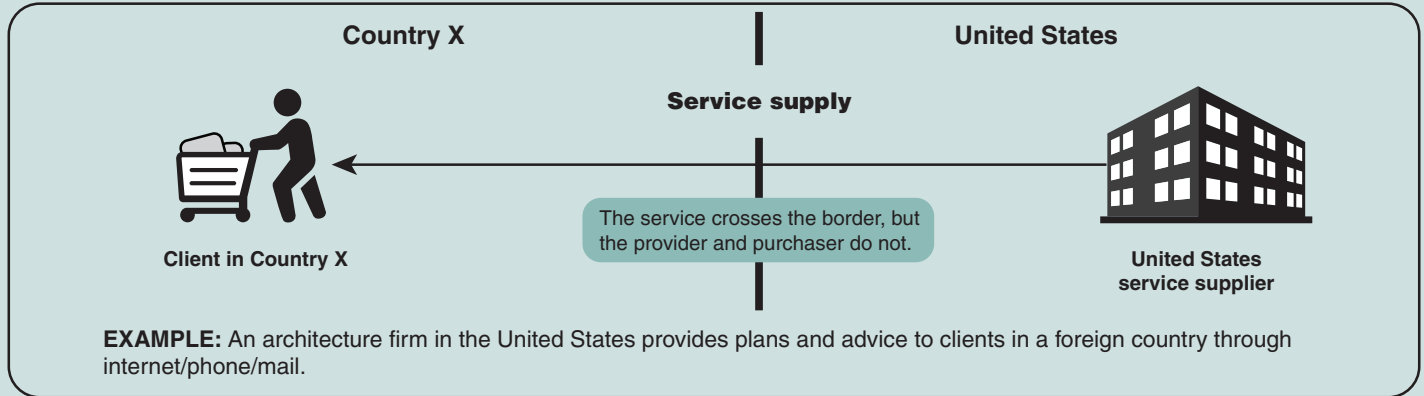 Country X
United States
Service supply
The service crosses the border, but
the provider and purchaser do not.
Client in Country X
United States
service supplier
EXAMPLE: An architecture firm in the United States provides plans and advice to clients in a foreign country through
internet/phone/mail.